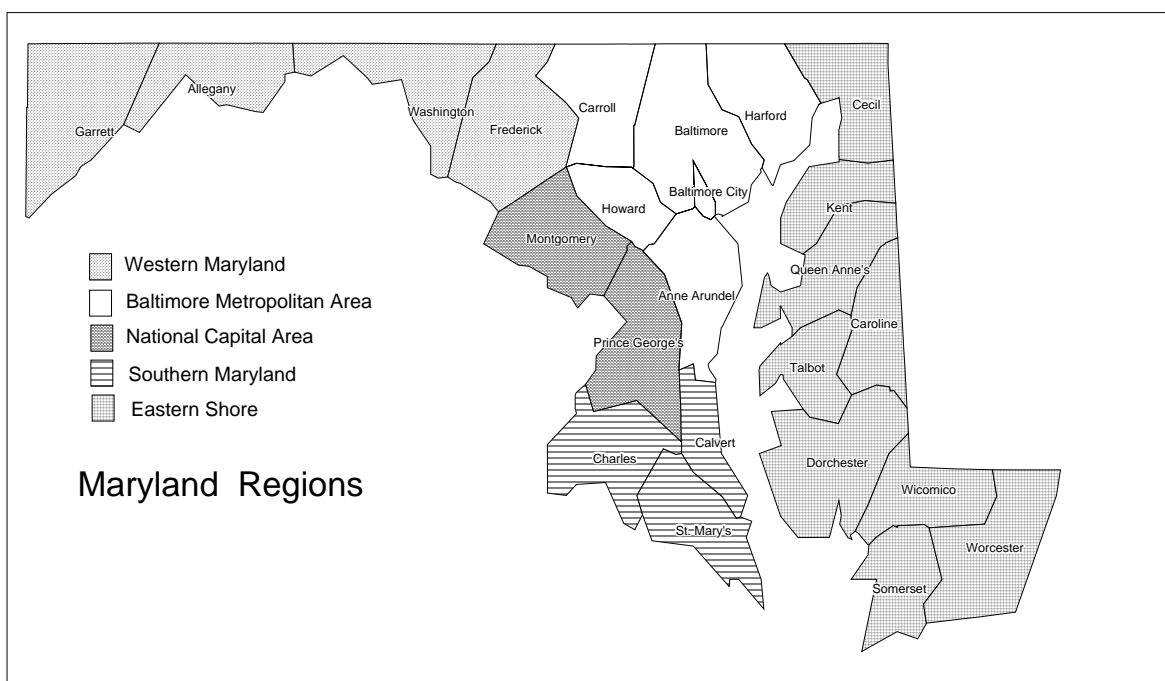 Allegany
Garrett
Washington
Frederick
Carroll
Baltimore
Harford
Cecil
Baltimore City
Howard
Kent
Montgomery
Queen Anne's
Anne Arundel
Caroline
Prince George's
Talbot
Western Maryland
Baltimore Metropolitan Area
National Capital Area
Southern Maryland
Eastern Shore
Calvert
Charles
Dorchester
Wicomico
St. Mary's
Worcester
Somerset
Maryland Regions